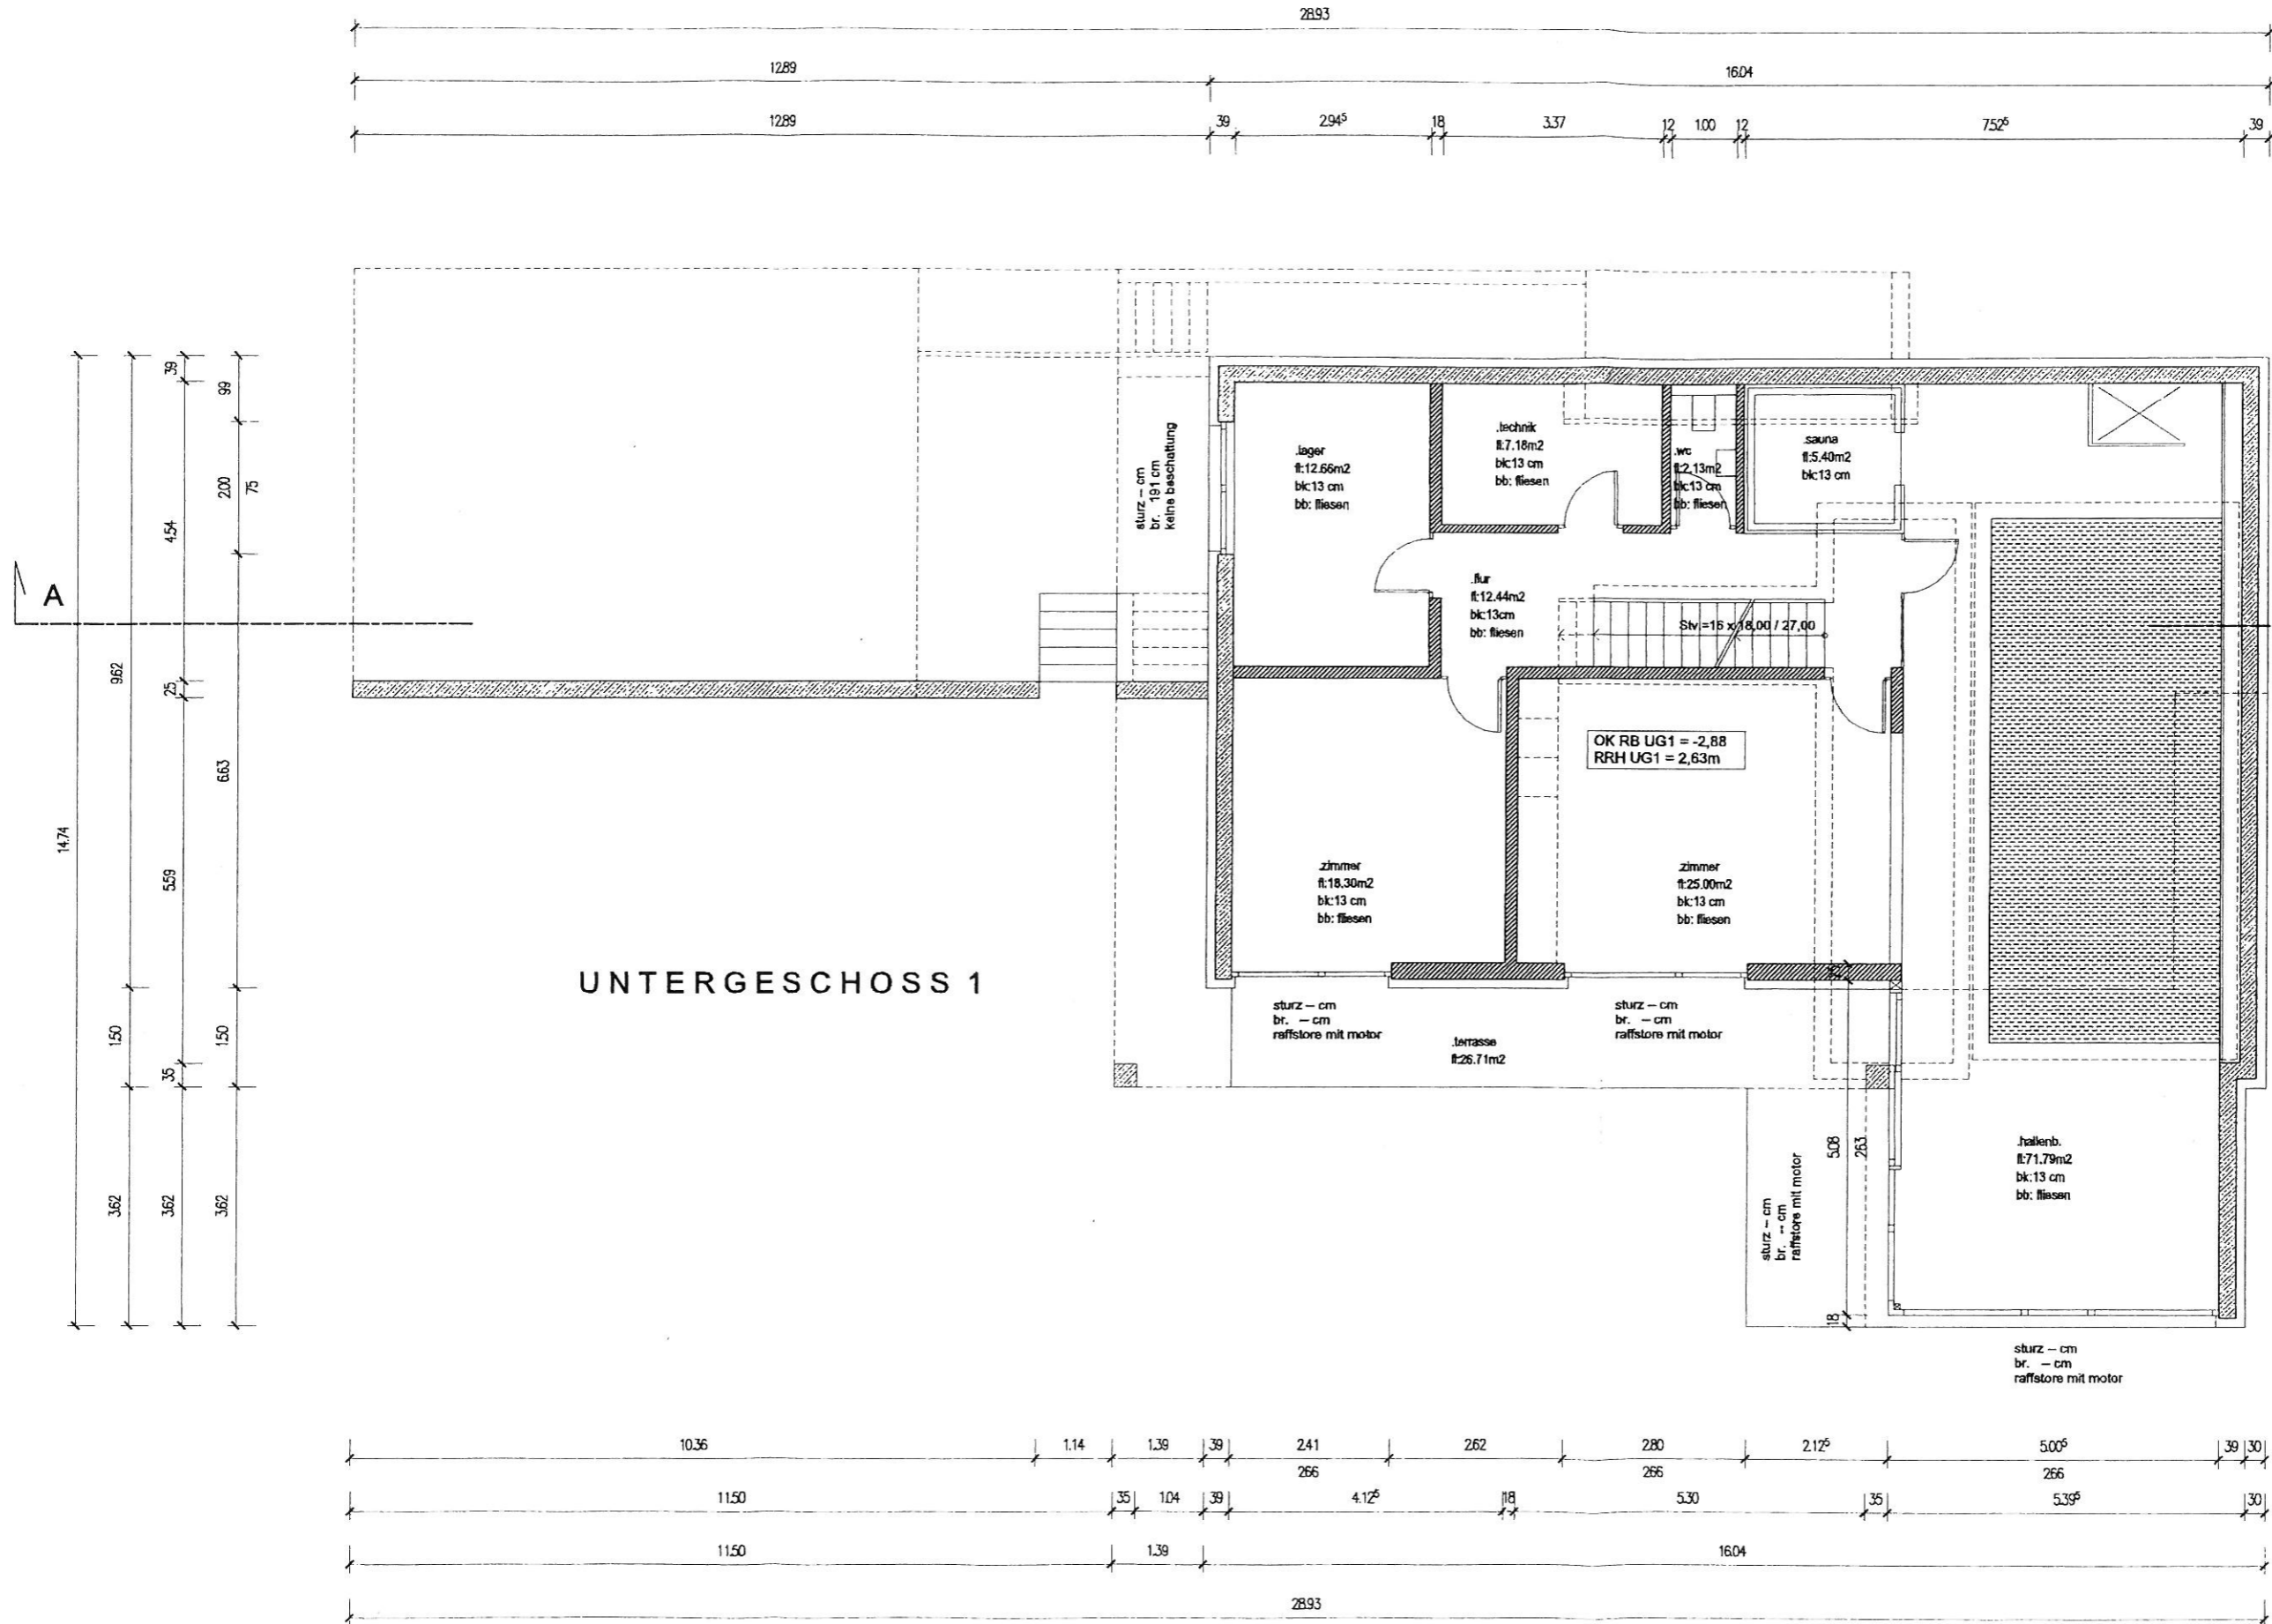 28.93
12.89
16.04
12.89
39
2.94⁵
18
3.37
12
1.00
12
7.52⁵
39
39
99
2.00
75
4.54
9.62
25
6.63
14.74
5.59
1.50
35
1.50
3.62
3.62
3.62
A
sturz – cm
br. 191 cm
keine beschattung
.lager
fl:12.66m2
bk:13 cm
bb: fliesen
.technik
fl:7.18m2
bk:13 cm
bb: fliesen
.wc
fl:2.13m2
bk:13 cm
bb: fliesen
.sauna
fl:5.40m2
bk:13 cm
.flur
fl:12.44m2
bk:13cm
bb: fliesen
Stv.=16 x 18,00 / 27,00
OK RB UG1 = -2,88
RRH UG1 = 2,63m
.zimmer
fl:18.30m2
bk:13 cm
bb: fliesen
.zimmer
fl:25.00m2
bk:13 cm
bb: fliesen
UNTERGESCHOSS 1
sturz – cm
br. – cm
raffstore mit motor
.terrasse
fl:26.71m2
sturz – cm
br. – cm
raffstore mit motor
25
5.08
2.63
18
sturz – cm
br. -- cm
raffstore mit motor
.hallenb.
fl:71.79m2
bk:13 cm
bb: fliesen
sturz – cm
br. – cm
raffstore mit motor
10.36
1.14
1.39
39
2.41
2.62
2.80
2.12⁵
5.00⁵
39
30
266
266
266
11.50
35
1.04
39
4.12⁵
18
5.30
35
5.39⁵
30
11.50
1.39
16.04
28.93